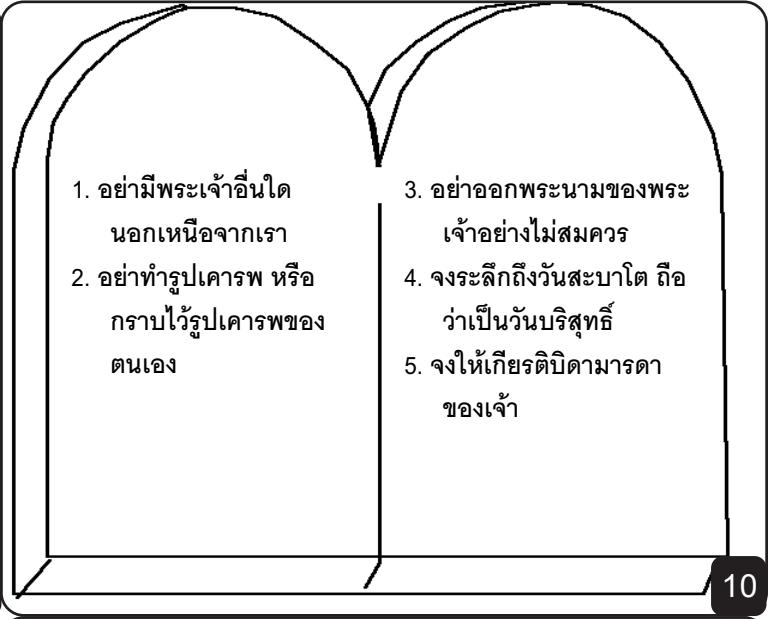 1. อย่ามีพระเจ้าอื่นใด
นอกเหนือจากเรา
2. อย่าทำรูปเคารพ หรือ
กราบไว้รูปเคารพของ
ตนเอง
3. อย่าออกพระนามของพระ
เจ้าอย่างไม่สมควร
4. จงระลึกถึงวันสะบาโต ถือ
ว่าเป็นวันบริสุทธิ์
5. จงให้เกียรติบิดามารดา
ของเจ้า
10